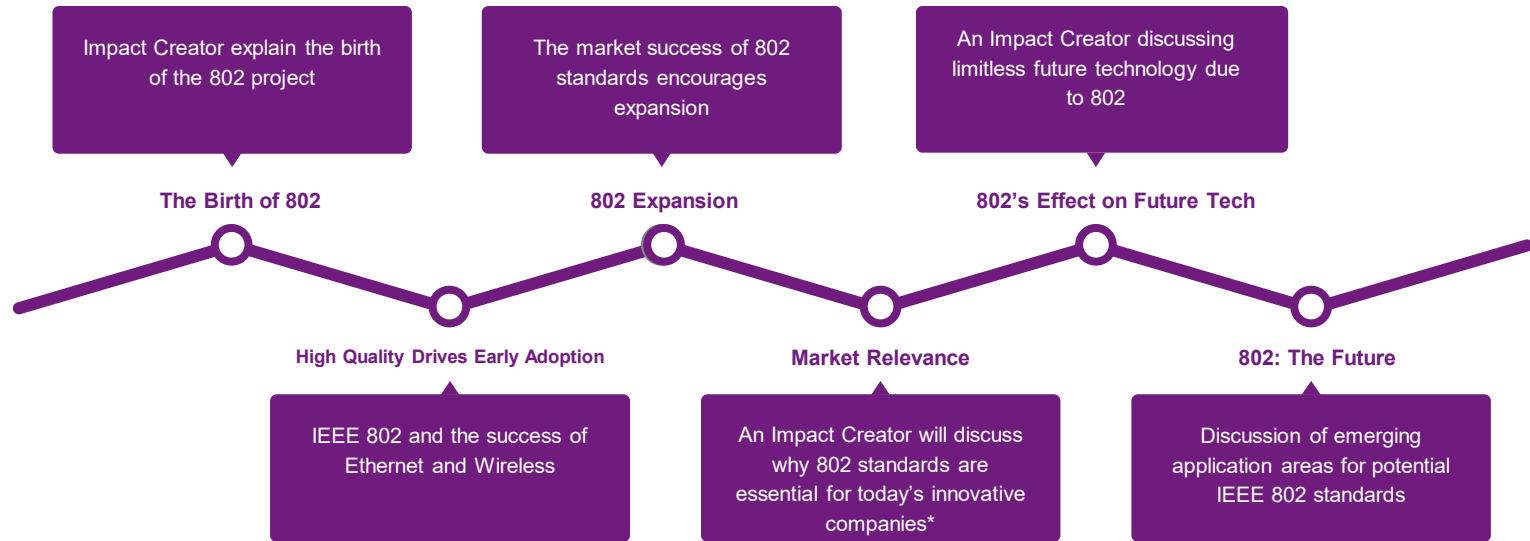 Impact Creator explain the birth
of the 802 project
The market success of 802
standards encourages
expansion
An Impact Creator discussing
limitless future technology due
to 802
The Birth of 802
802 Expansion
802’s Effect on Future Tech
High Quality Drives Early Adoption
Market Relevance
802: The Future
IEEE 802 and the success of
Ethernet and Wireless
An Impact Creator will discuss
why 802 standards are
essential for today’s innovative
companies*
Discussion of emerging
application areas for potential
IEEE 802 standards